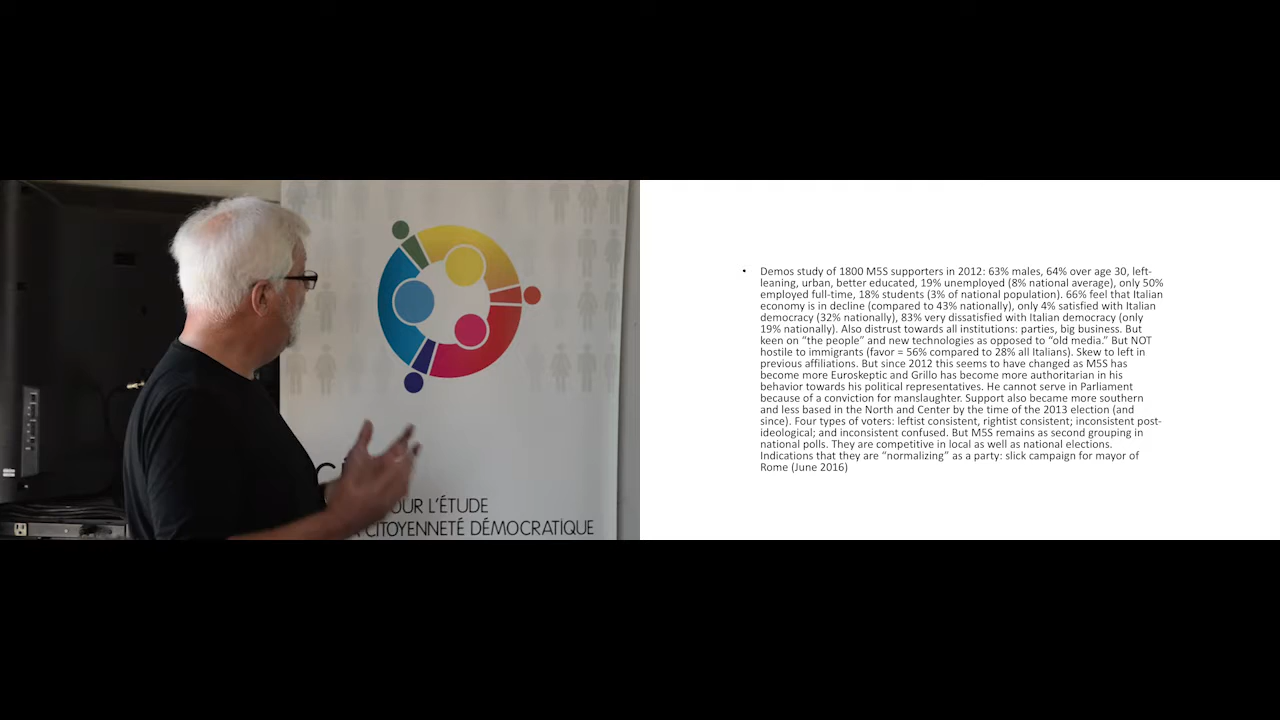 OUR L'ÉTUDE
CITOYENNETÉ DÉMOCRATIQUE
• Demos study of 1800 M5S supporters in 2012: 63% males, 64% over age 30, left-
leaning, urban, better educated, 19% unemployed (8% national average), only 50%
employed full-time, 18% students (3% of national population). 66% feel that Italian
economy is in decline (compared to 43% nationally), only 4% satisfied with Italian
democracy (32% nationally), 83% very dissatisfied with Italian democracy (only
19% nationally). Also distrust towards all institutions: parties, big business. But
keen on “the people” and new technologies as opposed to “old media.” But NOT
hostile to immigrants (favor = 56% compared to 28% all Italians). Skew to left in
previous affiliations. But since 2012 this seems to have changed as M5S has
become more Euroskeptic and Grillo has become more authoritarian in his
behavior towards his political representatives. He cannot serve in Parliament
because of a conviction for manslaughter. Support also became more southern
and less based in the North and Center by the time of the 2013 election (and
since). Four types of voters: leftist consistent, rightist consistent; inconsistent post-
ideological; and inconsistent confused. But M5S remains as second grouping in
national polls. They are competitive in local as well as national elections.
Indications that they are “normalizing” as a party: slick campaign for mayor of
Rome (June 2016)